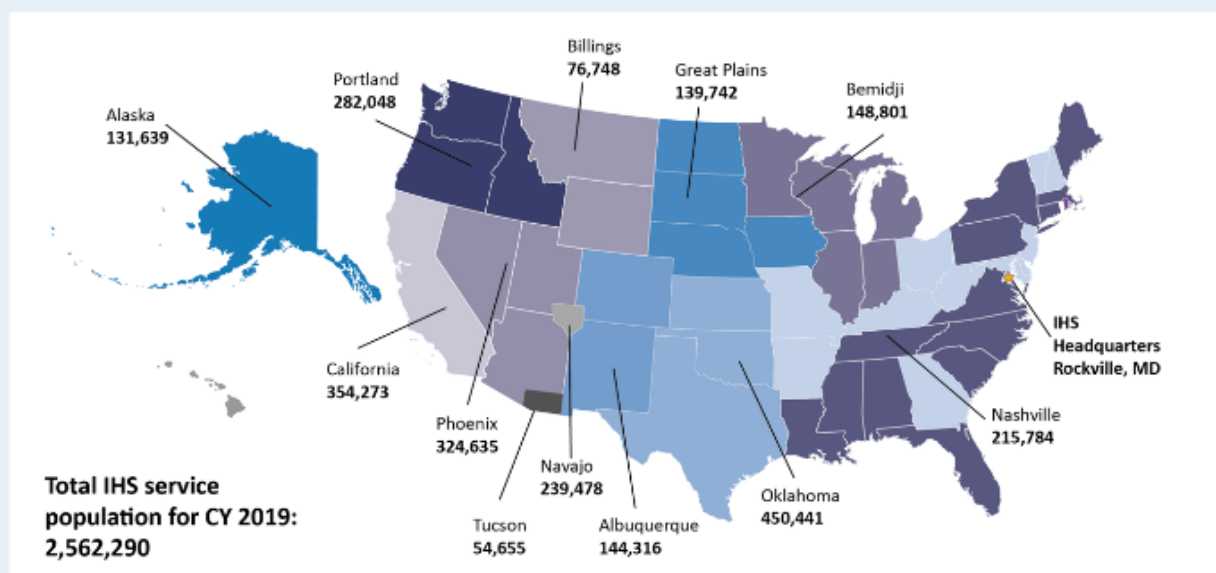 Billings
76,748
Portland
282,048
Great Plains
139,742
Bemidji
148,801
Alaska
131,639
IHS
Headquarters
Rockville, MD
California
354,273
Phoenix
324,635
Nashville
215,784
Navajo
239,478
Oklahoma
450,441
Tucson
54,655
Albuquerque
144,316
Total IHS service
population for CY 2019:
2,562,290